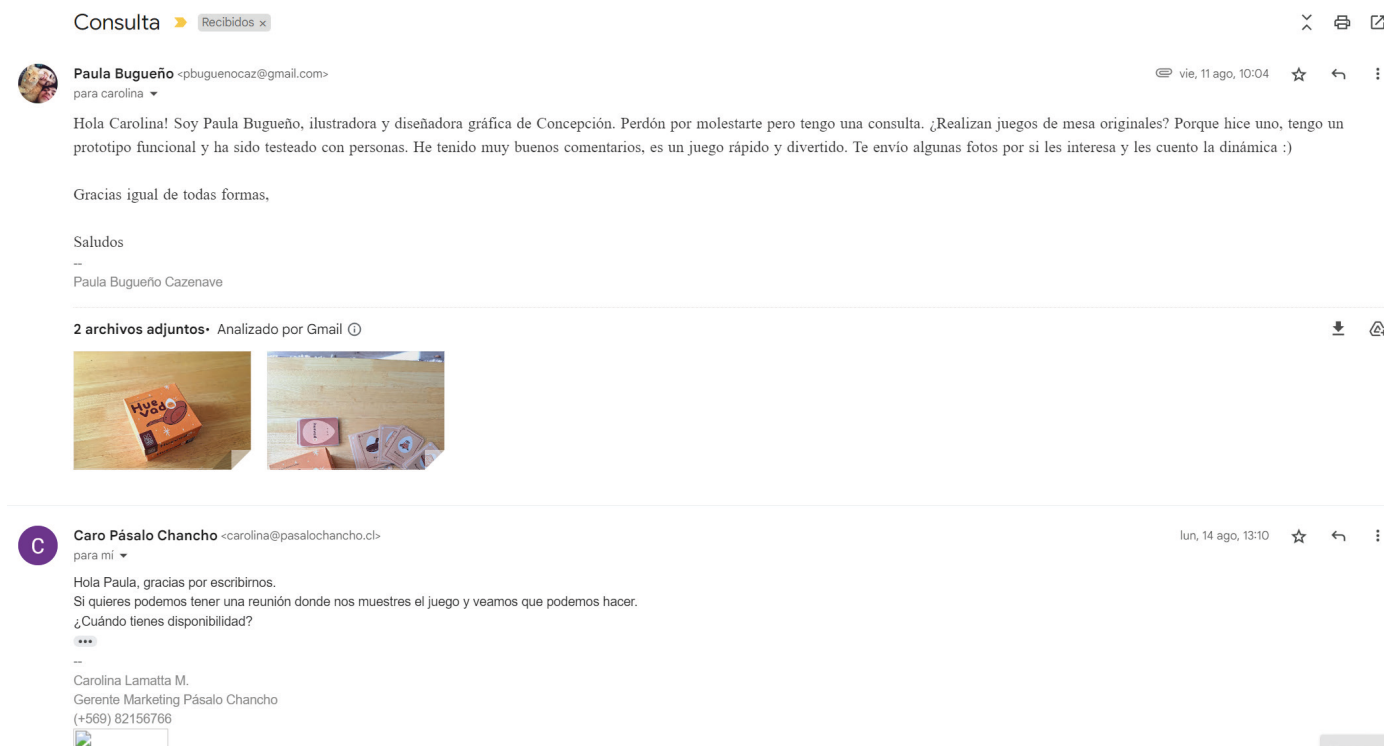 Consulta
Recibidos ×
Paula Bugueño <pbuguenocaz@gmail.com>
vie, 11 ago, 10:04
para carolina
Hola Carolina! Soy Paula Bugueño, ilustradora y diseñadora gráfica de Concepción. Perdón por molestarte pero tengo una consulta. ¿Realizan juegos de mesa originales? Porque hice uno, tengo un
prototipo funcional y ha sido testeado con personas. He tenido muy buenos comentarios, es un juego rápido y divertido. Te envío algunas fotos por si les interesa y les cuento la dinámica :)
Gracias igual de todas formas,
Saludos
--
Paula Bugueño Cazenave
2 archivos adjuntos• Analizado por Gmail
Hue
vado
C
Caro Pásalo Chancho <carolina@pasalochancho.cl>
lun, 14 ago, 13:10
para mí
Hola Paula, gracias por escribirnos.
Si quieres podemos tener una reunión donde nos muestres el juego y veamos que podemos hacer.
¿Cuándo tienes disponibilidad?
--
Carolina Lamatta M.
Gerente Marketing Pásalo Chancho
(+569) 82156766